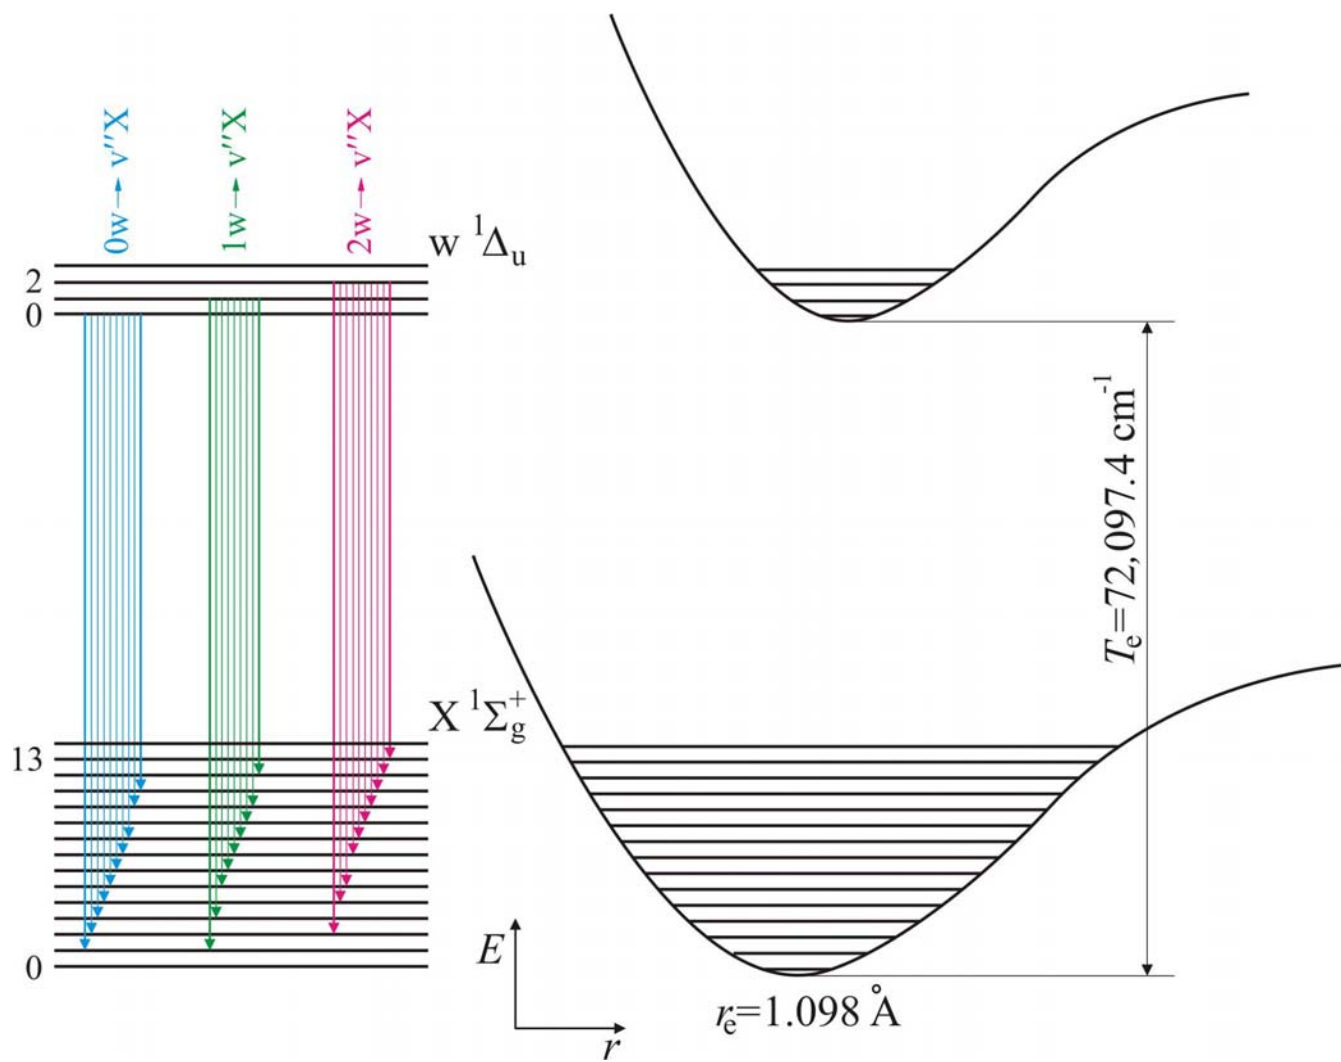 0w→v''X
1w→v''X
2w→v''X
w ¹Δᵤ
2
0
Tₑ=72,097.4 cm⁻¹
X ¹Σg⁺
13
0
E
r
rₑ=1.098 Å